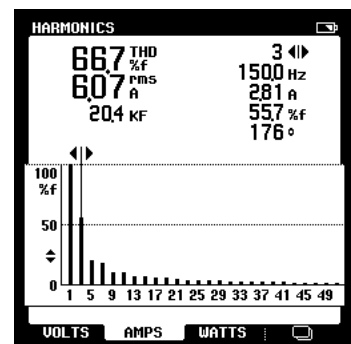 HARMONICS
66,7 THD %f
6,07 rms A
20,4 KF
3
150,0 Hz
2,81 A
55,7 %f
176 °
100
%f
50
0
1 5 9 13 17 21 25 29 33 37 41 45 49
VOLTS AMPS WATTS